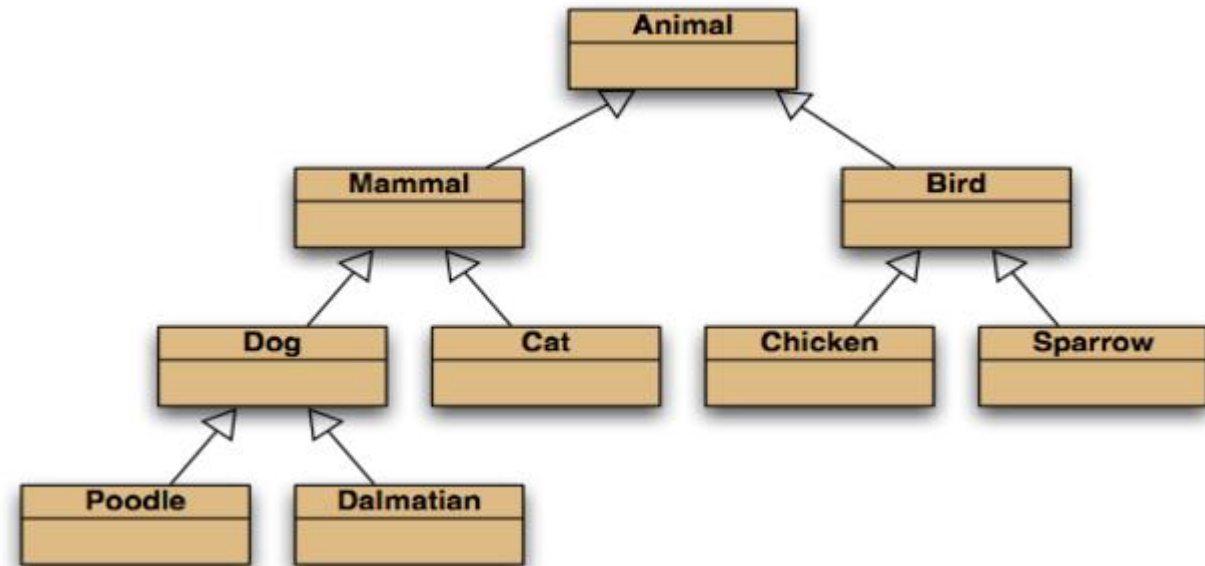 Animal
Mammal
Bird
Dog
Cat
Chicken
Sparrow
Poodle
Dalmatian